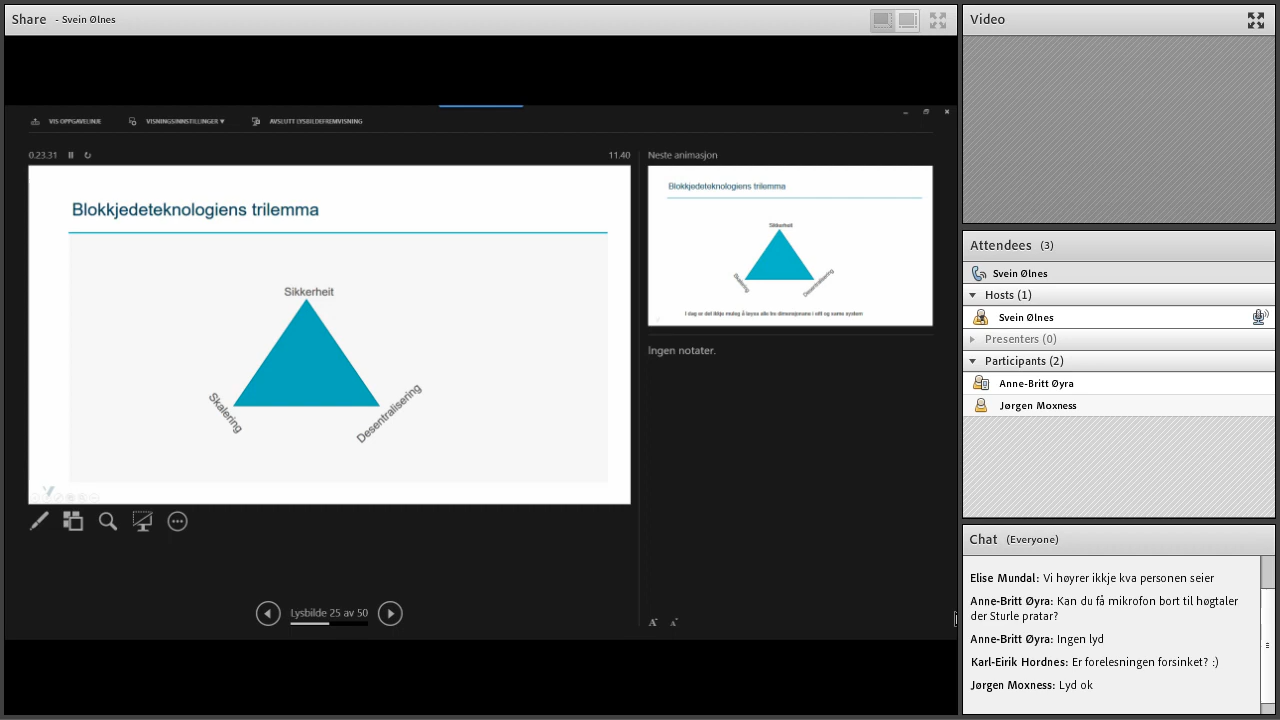 Share - Svein Ølnes
VIS OPPGAVELINJE
VISNINGSINNSTILLINGER ▾
AVSLUTT LYSBILDEFREMVISNING
0.23.31
11.40
Blokkjedeteknologiens trilemma
Sikkerheit
Skalering
Desentralisering
Lysbilde 25 av 50
Neste animasjon
Blokkjedeteknologiens trilemma
Sikkerheit
Skalering
Desentralisering
I dag er det ikkje mulig å løyse alle tre dimensjonane i eitt og same system
Ingen notater.
A A
Video
Attendees (3)
Svein Ølnes
Hosts (1)
Svein Ølnes
Presenters (0)
Participants (2)
Anne-Britt Øyra
Jørgen Moxness
Chat (Everyone)
Elise Mundal: Vi høyrer ikkje kva personen seier
Anne-Britt Øyra: Kan du få mikrofon bort til høgtaler
der Sturle pratar?
Anne-Britt Øyra: Ingen lyd
Karl-Eirik Hordnes: Er forelesningen forsinket? :)
Jørgen Moxness: Lyd ok